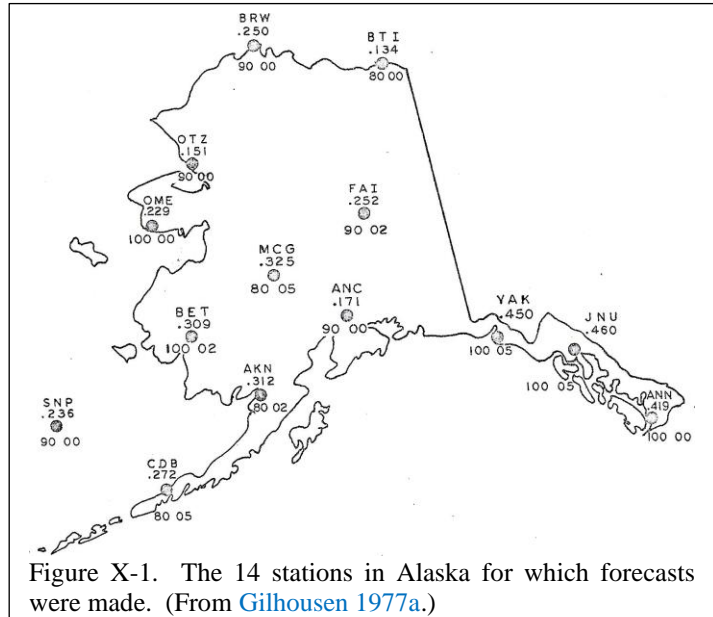 BRW
.250
90 00
BTI
.134
80 00
OTZ
.151
90 00
OME
.229
100 00
FAI
.252
90 02
MCG
.325
80 05
ANC
.171
90 00
BET
.309
100 02
YAK
.450
100 05
JNU
.460
100 05
AKN
.312
80 02
ANN
.419
100 00
SNP
.236
90 00
CDB
.272
80 05
Figure X-1. The 14 stations in Alaska for which forecasts
were made. (From Gilhousen 1977a.)